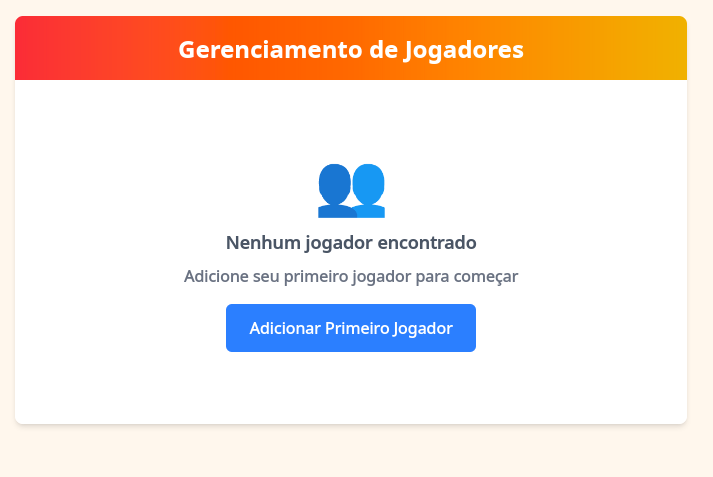 Gerenciamento de Jogadores
Nenhum jogador encontrado
Adicione seu primeiro jogador para começar
Adicionar Primeiro Jogador